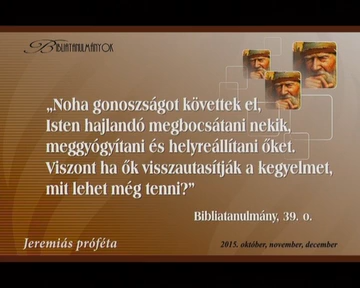 BIBLIATANULMÁNYOK
„Noha gonoszságot követtek el,
Isten hajlandó megbocsátani nekik,
meggyógyítani és helyreállítani őket.
Viszont ha ők visszautasítják a kegyelmet,
mit lehet még tenni?”
Bibliatanulmány, 39. o.
Jeremiás próféta
2015. október, november, december